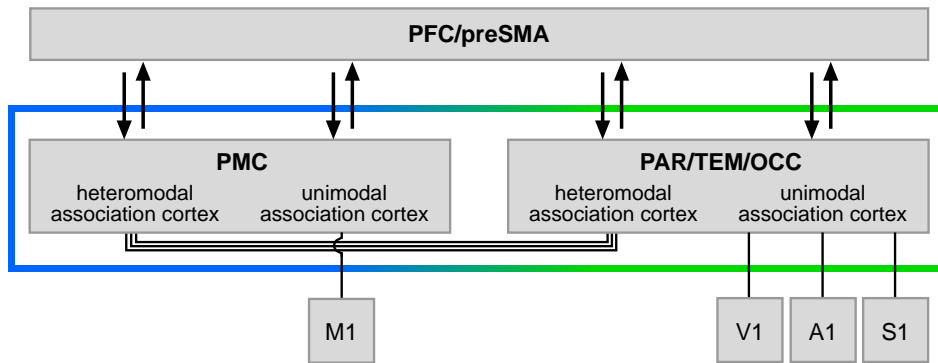 PFC/preSMA
PMC
heteromodal
association cortex
unimodal
association cortex
PAR/TEM/OCC
heteromodal
association cortex
unimodal
association cortex
M1
V1
A1
S1